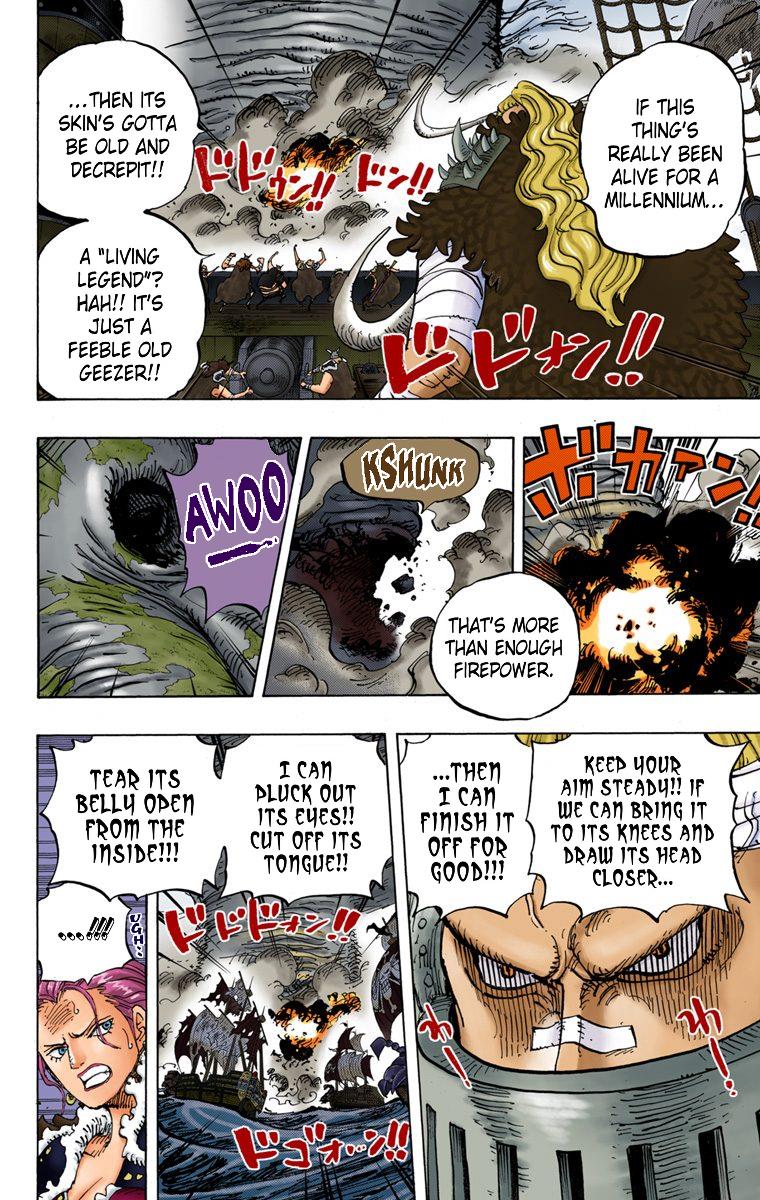 IF THIS
THING'S
REALLY BEEN
ALIVE FOR A
MILLENNIUM...
...THEN ITS
SKIN'S GOTTA
BE OLD AND
DECREPIT!!
A "LIVING
LEGEND"?
HAH!! IT'S
JUST A
FEEBLE OLD
GEEZER!!
ドドウン!!
ドン!!
ドドォン!!
ボカァン!!
THAT'S MORE
THAN ENOUGH
FIREPOWER.
KSHUNK
AWOO
KEEP YOUR
AIM STEADY!! IF
WE CAN BRING IT
TO ITS KNEES AND
DRAW ITS HEAD
CLOSER...
...THEN
I CAN
FINISH IT
OFF FOR
GOOD!!!
I CAN
PLUCK OUT
ITS EYES!!
CUT OFF ITS
TONGUE!!
TEAR ITS
BELLY OPEN
FROM THE
INSIDE!!!
ドドドォン!!
ドゴォ..ン!!
UGH..
...!!!